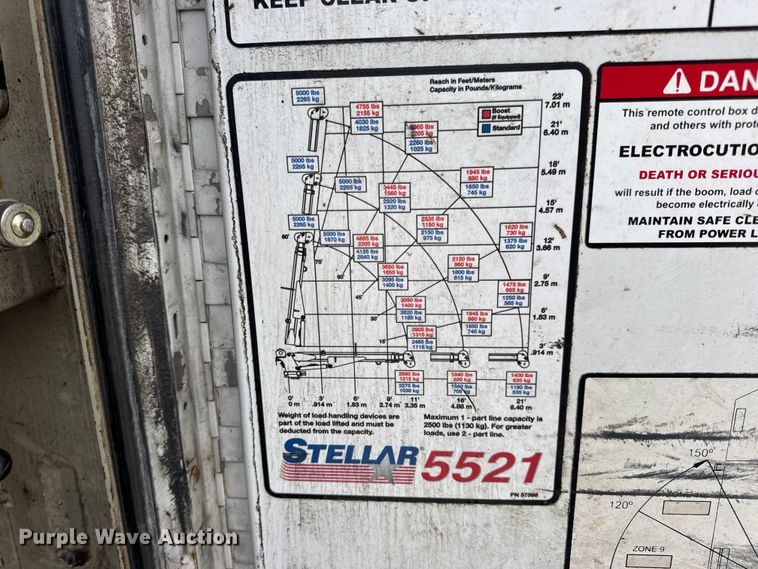 KEEP CLEAR OF
Reach in Feet/Meters
Capacity in Pounds/Kilograms
Boost
(If Equipped)
Standard
5000 lbs
2265 kg
4755 lbs
2155 kg
4030 lbs
1825 kg
2260 lbs
1025 kg
5000 lbs
2265 kg
5000 lbs
2265 kg
3445 lbs
1560 kg
2920 lbs
1320 kg
1945 lbs
880 kg
1650 lbs
745 kg
5000 lbs
2265 kg
5000 lbs
1870 kg
4865 lbs
2205 kg
4125 lbs
2535 lbs
1150 kg
2150 lbs
975 kg
1620 lbs
730 kg
1375 lbs
620 kg
3650 lbs
1655 kg
3095 lbs
1400 kg
2120 lbs
960 kg
1800 lbs
815 kg
1475 lbs
665 kg
1250 lbs
565 kg
3090 lbs
1400 kg
2620 lbs
1185 kg
1945 lbs
880 kg
1650 lbs
745 kg
2905 lbs
1315 kg
2465 lbs
1115 kg
2680 lbs
1215 kg
2275 lbs
1030 kg
1840 lbs
830 kg
1560 lbs
705 kg
1400 lbs
635 kg
1190 lbs
535 kg
80°
75°
60°
45°
30°
15°
23'
7.01 m
21'
6.40 m
18'
5.49 m
15'
4.57 m
12'
3.66 m
9'
2.75 m
6'
1.83 m
3'
.914 m
0' 3' 6' 9' 11' 16' 21'
0 m .914 m 1.83 m 2.74 m 3.35 m 4.88 m 6.40 m
Weight of load-handling devices are
part of the load lifted and must be
deducted from the capacity.
Maximum 1 - part line capacity is
2500 lbs (1130 kg). For greater
loads, use 2 - part line.
STELLAR 5521
PN 57598
DAN
This remote control box d
and others with prote
ELECTROCUTIO
DEATH OR SERIOU
will result if the boom, load o
become electrically
MAINTAIN SAFE CLE
FROM POWER L
150°
120°
ZONE
ZONE 9
Purple Wave Auction